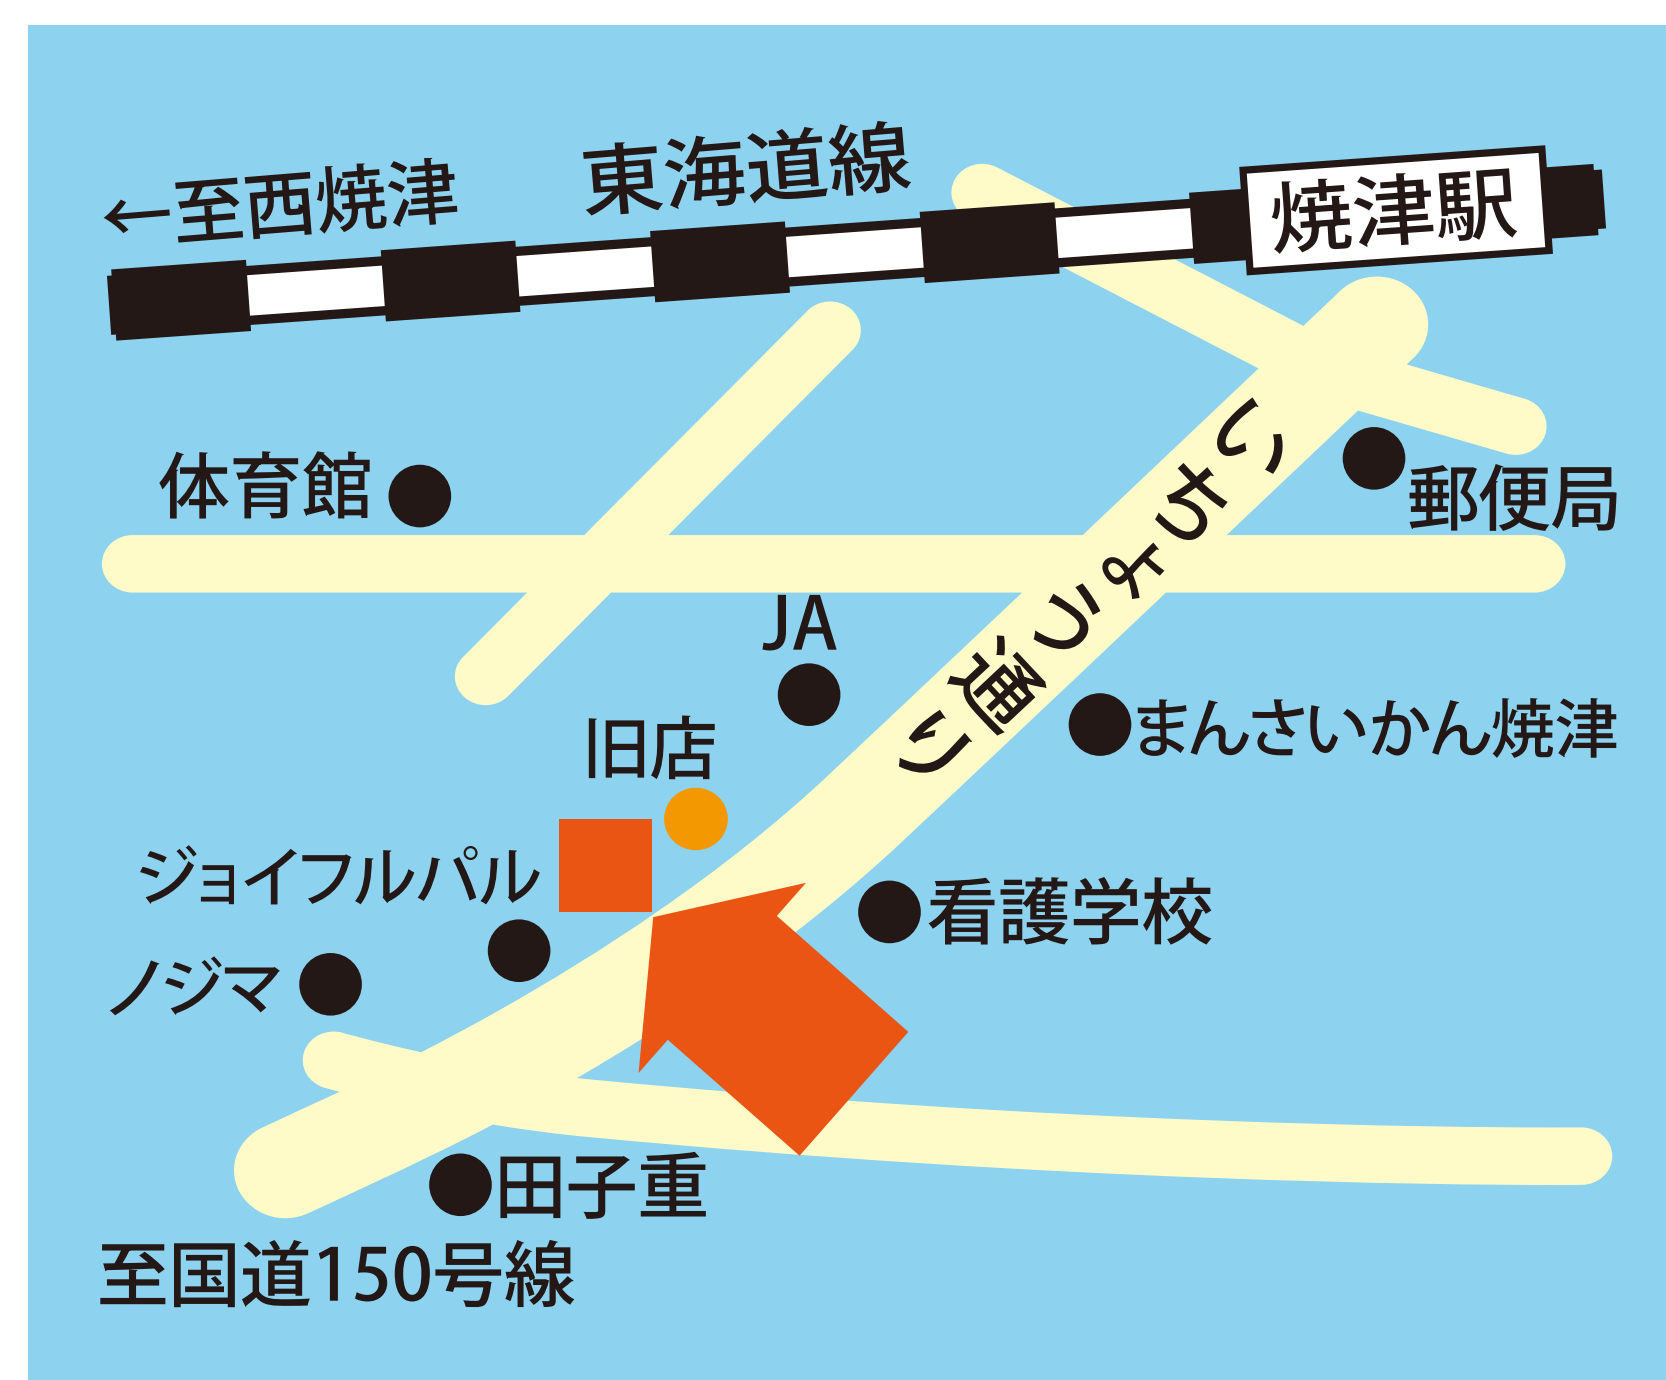 ←至西焼津
東海道線
焼津駅
体育館
郵便局
いちょう通り
JA
まんさいかん焼津
旧店
ジョイフルパル
看護学校
ノジマ
田子重
至国道150号線